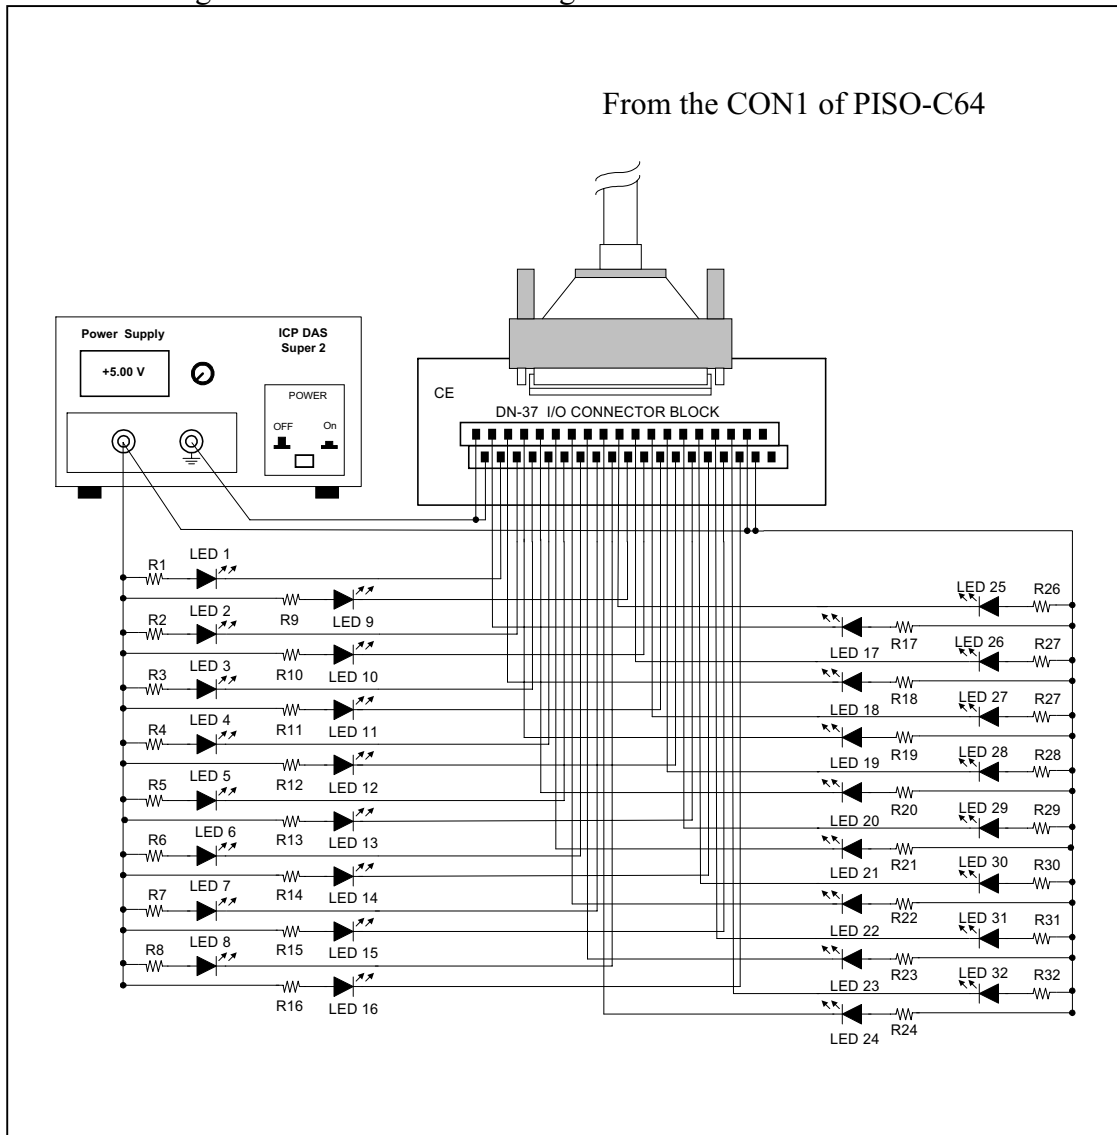 From the CON1 of PISO-C64
Power Supply
ICP DAS
Super 2
+5.00 V
POWER
OFF
On
CE
DN-37 I/O CONNECTOR BLOCK
R1
LED 1
R9
LED 9
R2
LED 2
R10
LED 10
R3
LED 3
R11
LED 11
R4
LED 4
R12
LED 12
R5
LED 5
R13
LED 13
R6
LED 6
R14
LED 14
R7
LED 7
R15
LED 15
R8
LED 8
R16
LED 16
LED 25
R26
LED 17
R17
LED 26
R27
LED 18
R18
LED 27
R27
LED 19
R19
LED 28
R28
LED 20
R20
LED 29
R29
LED 21
R21
LED 30
R30
LED 22
R22
LED 31
R31
LED 23
R23
LED 32
R32
LED 24
R24